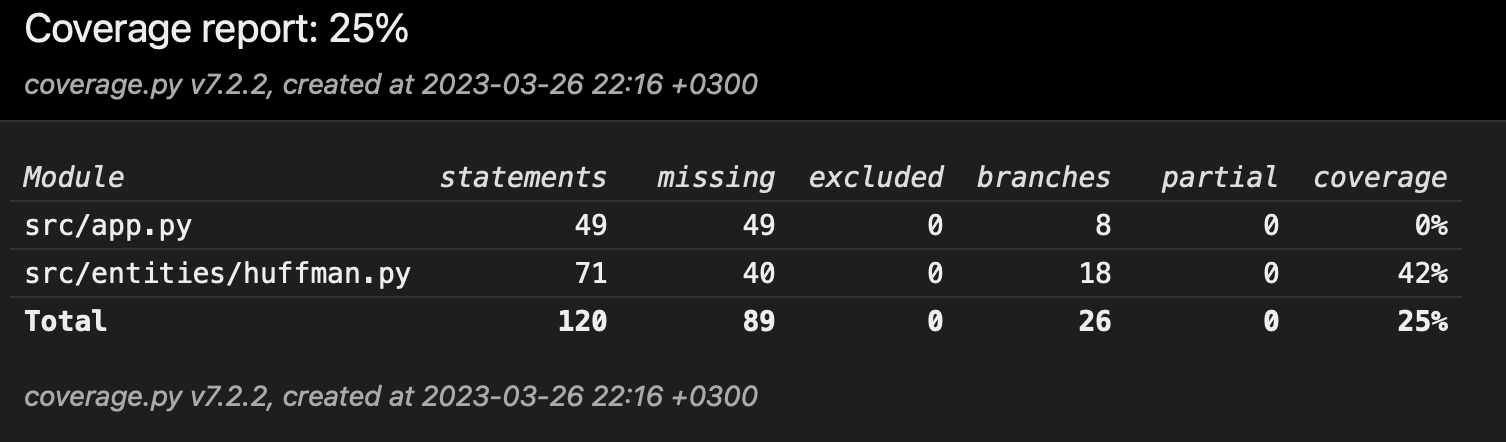 Coverage report: 25%
coverage.py v7.2.2, created at 2023-03-26 22:16 +0300
Module statements missing excluded branches partial coverage
src/app.py 49 49 0 8 0 0%
src/entities/huffman.py 71 40 0 18 0 42%
Total 120 89 0 26 0 25%
coverage.py v7.2.2, created at 2023-03-26 22:16 +0300